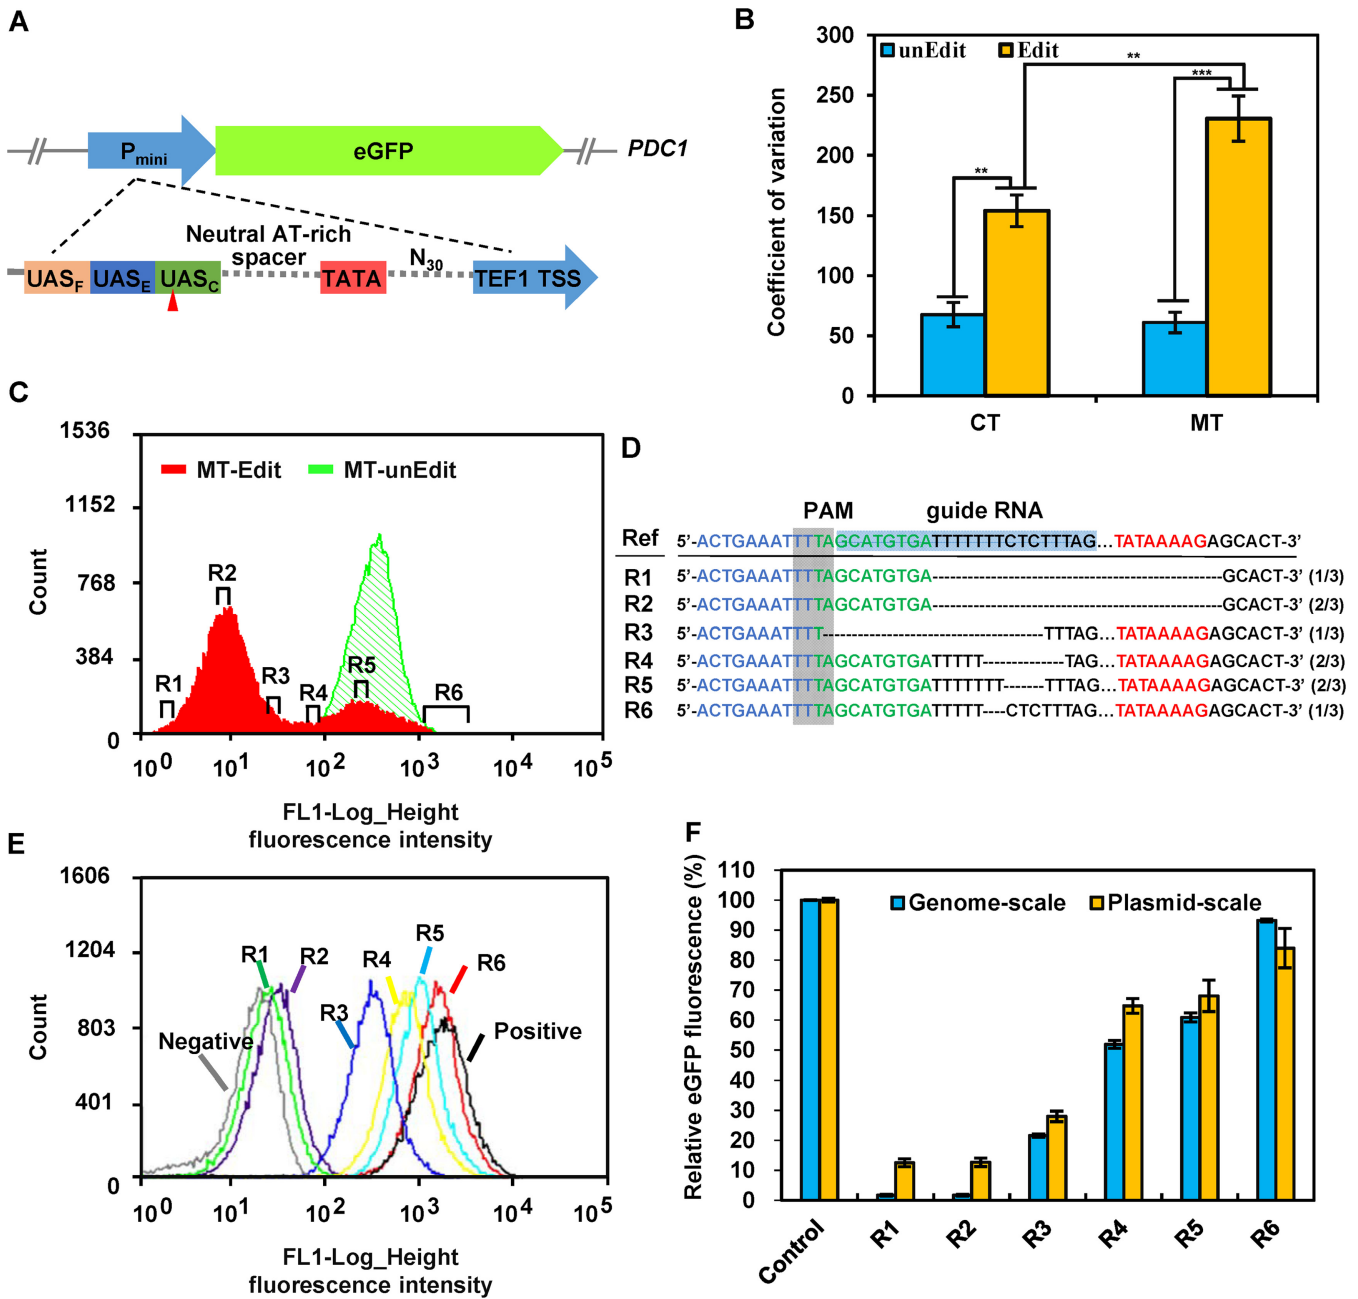 A
Pmini
eGFP
PDC1
Neutral AT-rich
spacer
N30
UASF
UASE
UASC
TATA
TEF1 TSS
B
Coefficient of variation
300
250
200
150
100
50
0
unEdit
Edit
**
***
**
CT
MT
C
Count
1536
1152
768
384
0
MT-Edit
MT-unEdit
R1
R2
R3
R4
R5
R6
10^0 10^1 10^2 10^3 10^4 10^5
FL1-Log_Height
fluorescence intensity
D
PAM guide RNA
Ref 5’-ACTGAAATTTTAGCATGTGATTTTTTTCTCTTTAG...TATAAAAGAGCACT-3’
R1 5’-ACTGAAATTTTAGCATGTGA------------------------------------GCACT-3’ (1/3)
R2 5’-ACTGAAATTTTAGCATGTGA------------------------------------GCACT-3’ (2/3)
R3 5’-ACTGAAATTTT---------------------------TTTAG...TATAAAAGAGCACT-3’ (1/3)
R4 5’-ACTGAAATTTTAGCATGTGATTTTT----------TAG...TATAAAAGAGCACT-3’ (2/3)
R5 5’-ACTGAAATTTTAGCATGTGATTTTTTT-----TTTAG...TATAAAAGAGCACT-3’ (2/3)
R6 5’-ACTGAAATTTTAGCATGTGATTTTT----CTCTTTAG...TATAAAAGAGCACT-3’ (1/3)
E
Count
1606
1204
803
401
0
Negative
R1
R2
R3
R4
R5
R6
Positive
10^0 10^1 10^2 10^3 10^4 10^5
FL1-Log_Height
fluorescence intensity
F
Relative eGFP fluorescence (%)
110
100
90
80
70
60
50
40
30
20
10
0
Genome-scale
Plasmid-scale
Control
R1
R2
R3
R4
R5
R6